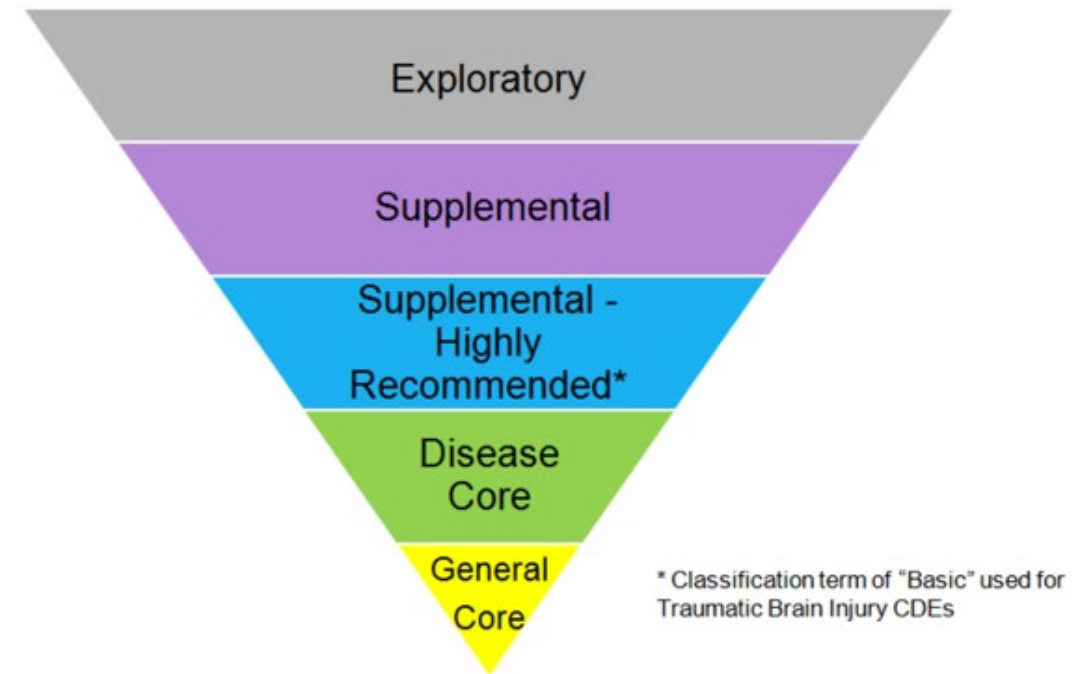 Exploratory
Supplemental
Supplemental -
Highly
Recommended*
Disease
Core
General
Core
* Classification term of “Basic” used for
Traumatic Brain Injury CDEs